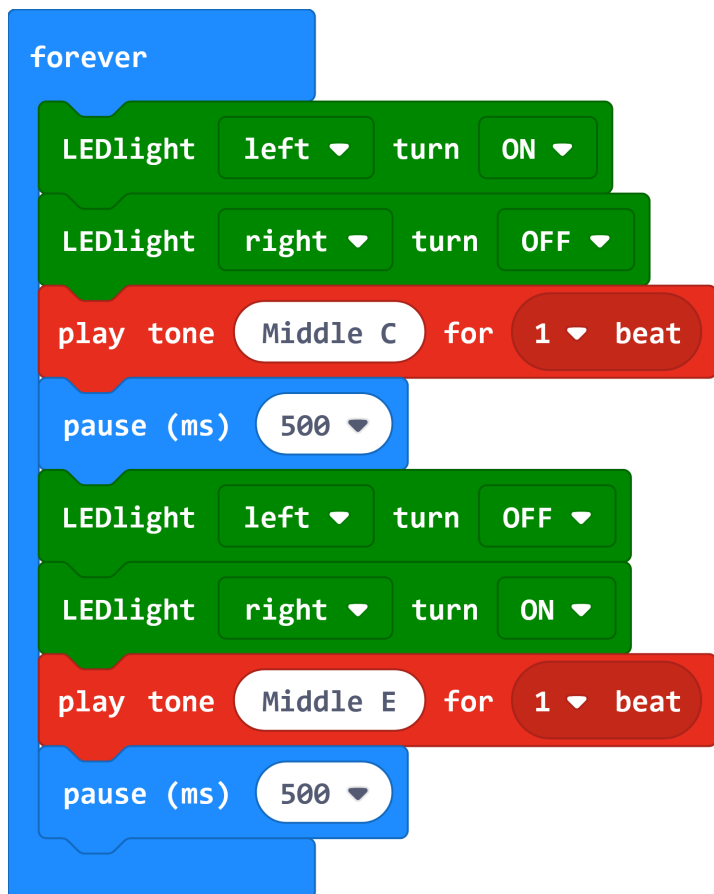 forever
LEDlight left turn ON
LEDlight right turn OFF
play tone Middle C for 1 beat
pause (ms) 500
LEDlight left turn OFF
LEDlight right turn ON
play tone Middle E for 1 beat
pause (ms) 500